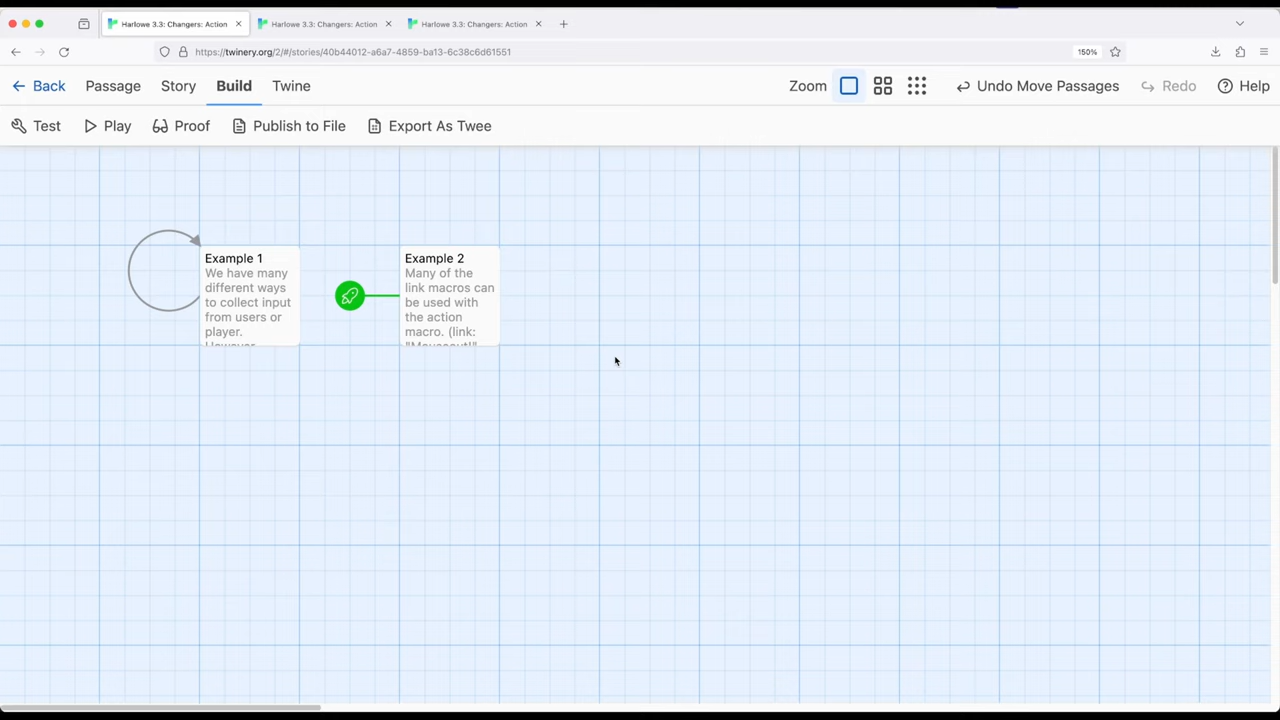 Harlowe 3.3: Changers: Action
Harlowe 3.3: Changers: Action
Harlowe 3.3: Changers: Action
https://twinery.org/2/#/stories/40b44012-a6a7-4859-ba13-6c38c6d61551
150%
Back Passage Story Build Twine Zoom Undo Move Passages Redo Help
Test Play Proof Publish to File Export As Twee
Example 1
We have many
different ways
to collect input
from users or
player.
However
Example 2
Many of the
link macros can
be used with
the action
macro. (link:
"Mouseout!"